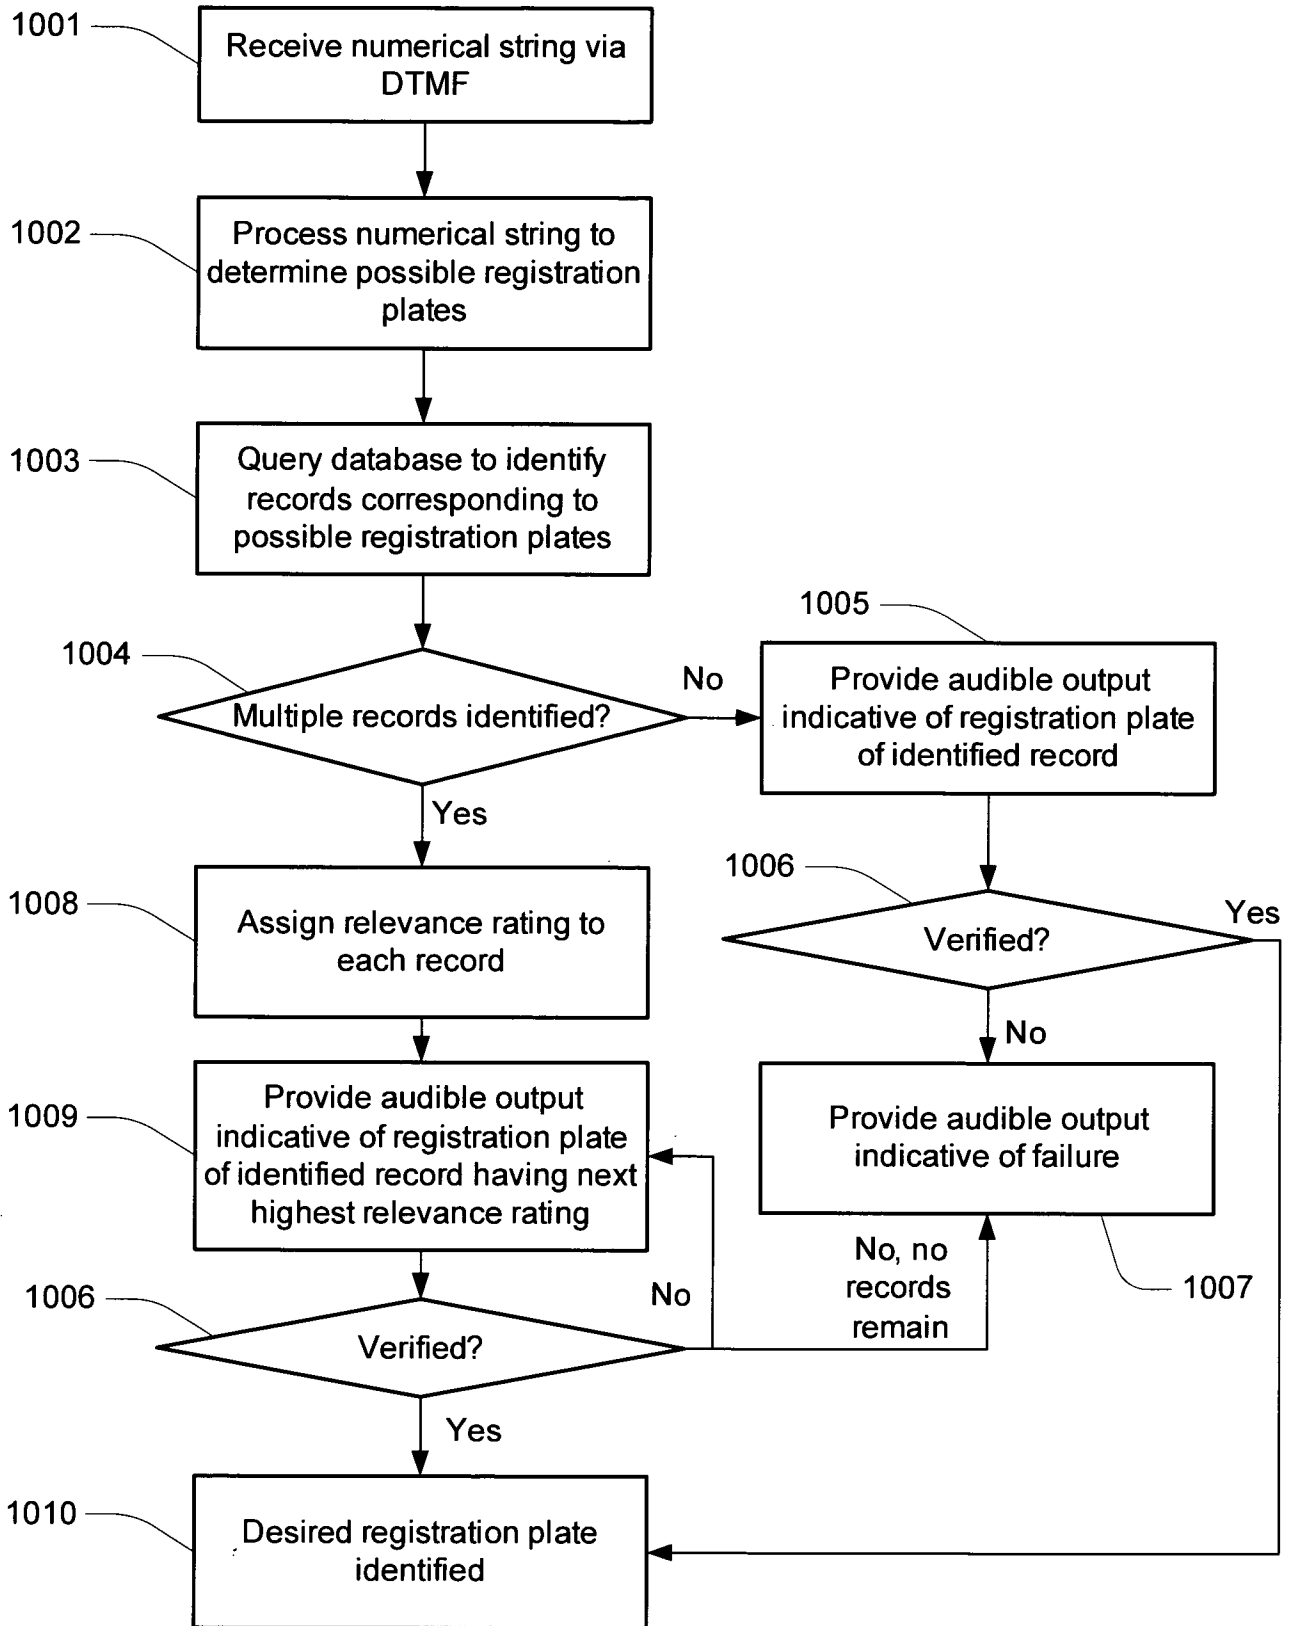 1001
Receive numerical string via
DTMF
1002
Process numerical string to
determine possible registration
plates
1003
Query database to identify
records corresponding to
possible registration plates
1004
Multiple records identified?
No
1005
Provide audible output
indicative of registration plate
of identified record
Yes
1006
Verified?
Yes
No
1008
Assign relevance rating to
each record
1009
Provide audible output
indicative of registration plate
of identified record having next
highest relevance rating
Provide audible output
indicative of failure
1007
1006
Verified?
No
No, no
records
remain
Yes
1010
Desired registration plate
identified